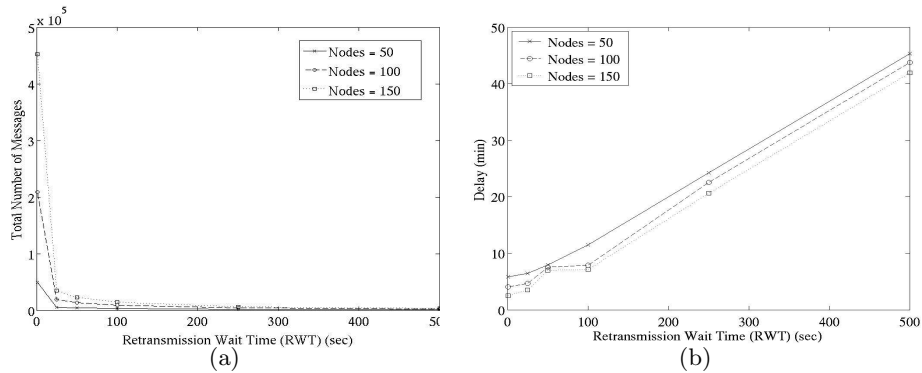 5 x 10^5
4
3
2
1
0
Total Number of Messages
0 100 200 300 400 500
Retransmission Wait Time (RWT) (sec)
Nodes = 50
Nodes = 100
Nodes = 150
(a)
50
40
30
20
10
0
Delay (min)
0 100 200 300 400 500
Retransmission Wait Time (RWT) (sec)
Nodes = 50
Nodes = 100
Nodes = 150
(b)